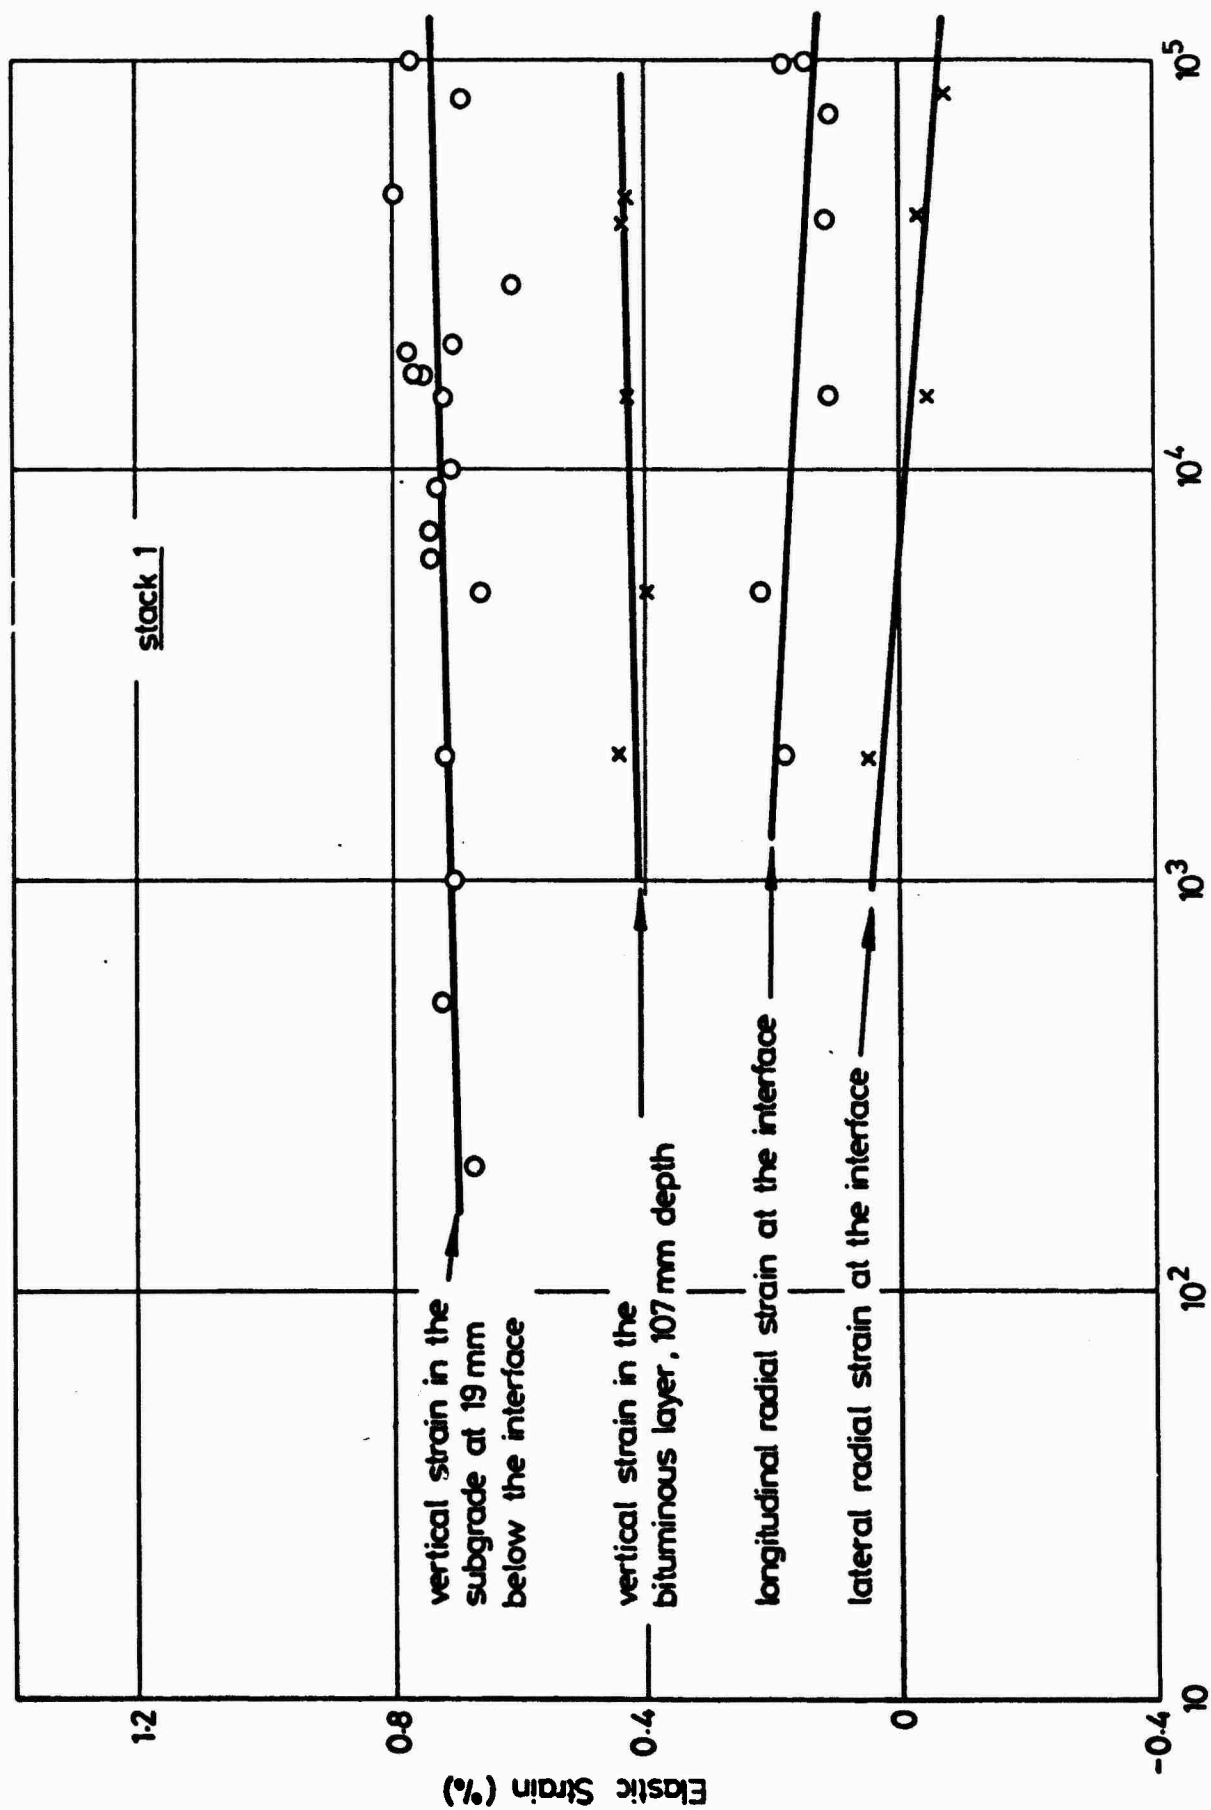 stack 1
Elastic Strain (%)
1·2
0·8
0·4
0
-0·4
vertical strain in the
subgrade at 19 mm
below the interface
vertical strain in the
bituminous layer, 107 mm depth
longitudinal radial strain at the interface
lateral radial strain at the interface
10
10²
10³
10⁴
10⁵